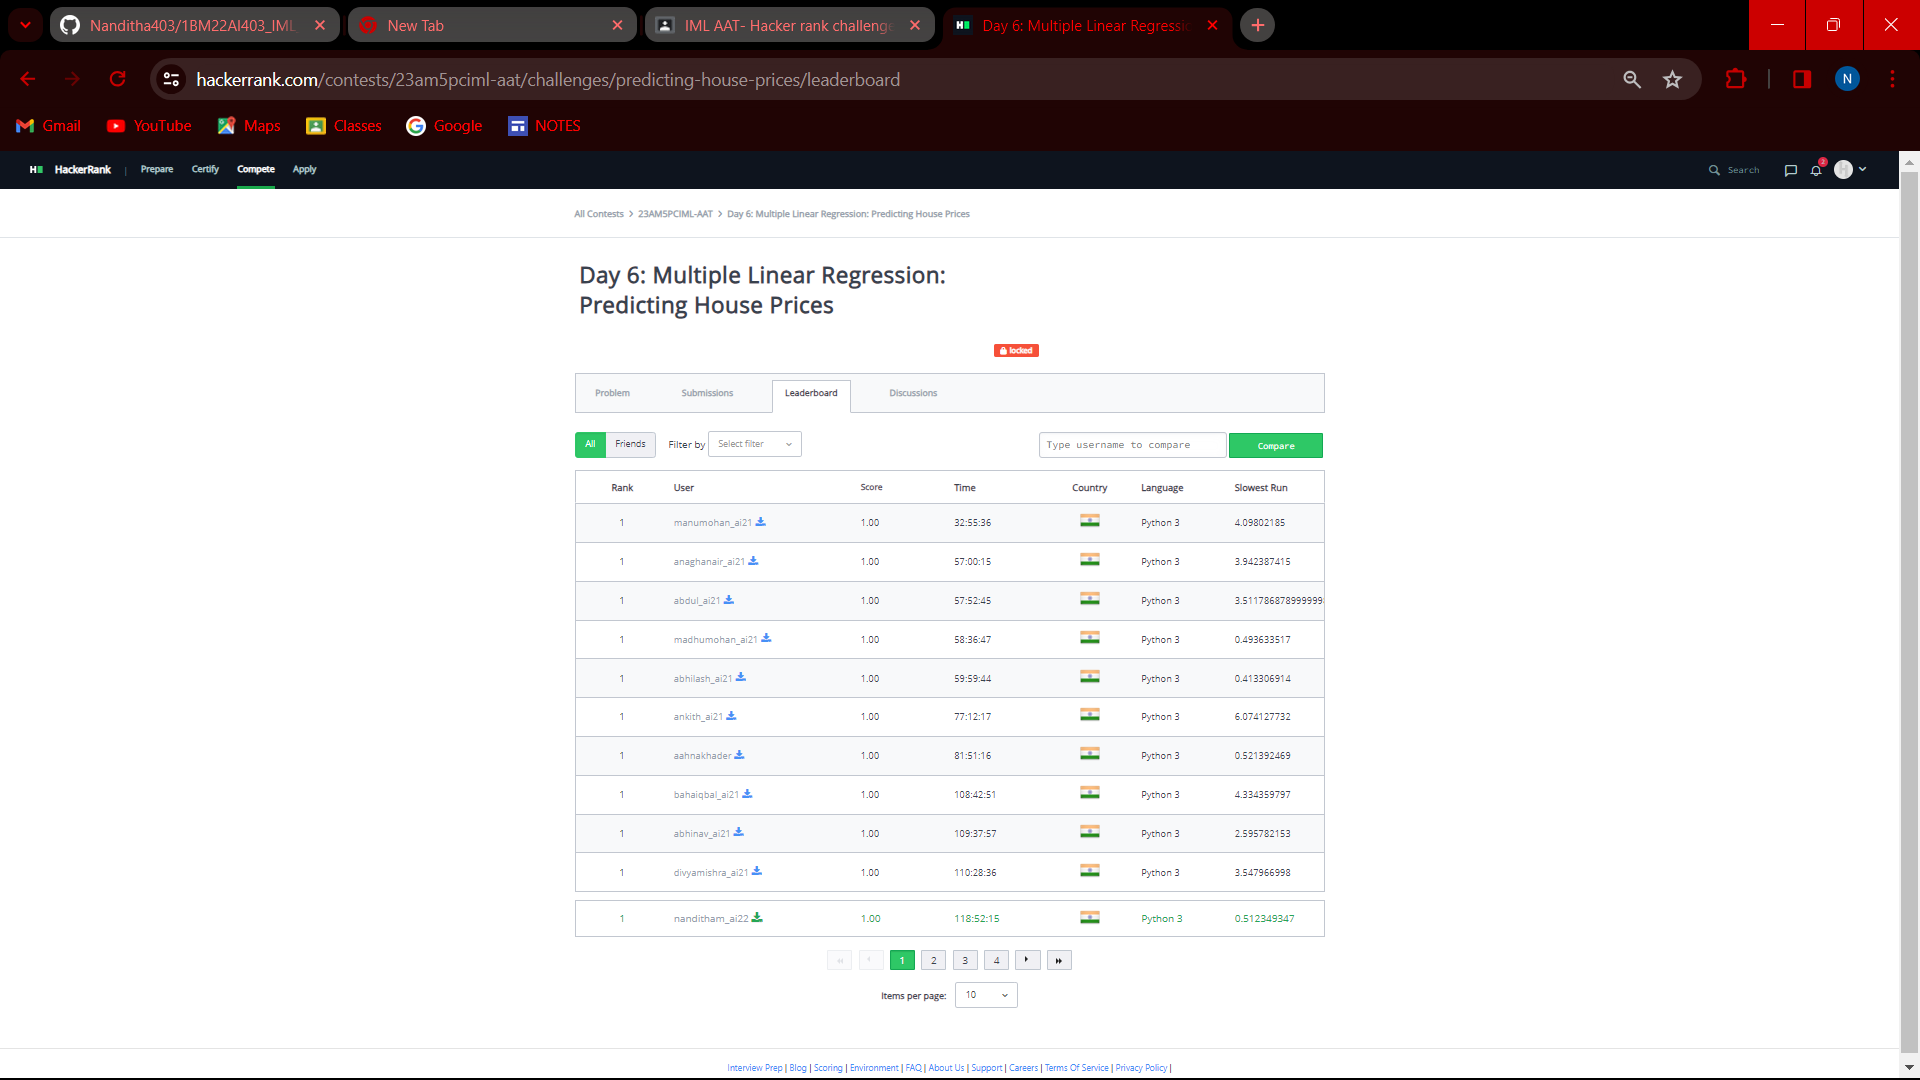 Nanditha403/1BM22AI403_IML_
New Tab
IML AAT- Hacker rank challenge
Day 6: Multiple Linear Regressio
hackerrank.com/contests/23am5pciml-aat/challenges/predicting-house-prices/leaderboard
N
Gmail YouTube Maps Classes Google NOTES
HackerRank | Prepare Certify Compete Apply Search 2
All Contests > 23AM5PCIML-AAT > Day 6: Multiple Linear Regression: Predicting House Prices
Day 6: Multiple Linear Regression:
Predicting House Prices
locked
Problem Submissions Leaderboard Discussions
All Friends Filter by Select filter Type username to compare Compare
Rank User Score Time Country Language Slowest Run
1 manumohan_ai21 1.00 32:55:36 Python 3 4.09802185
1 anaghanair_ai21 1.00 57:00:15 Python 3 3.942387415
1 abdul_ai21 1.00 57:52:45 Python 3 3.511786878999999
1 madhumohan_ai21 1.00 58:36:47 Python 3 0.493633517
1 abhilash_ai21 1.00 59:59:44 Python 3 0.413306914
1 ankith_ai21 1.00 77:12:17 Python 3 6.074127732
1 aahnakhader 1.00 81:51:16 Python 3 0.521392469
1 bahaiqbal_ai21 1.00 108:42:51 Python 3 4.334359797
1 abhinav_ai21 1.00 109:37:57 Python 3 2.595782153
1 divyamishra_ai21 1.00 110:28:36 Python 3 3.547966998
1 nanditham_ai22 1.00 118:52:15 Python 3 0.512349347
1 2 3 4
Items per page: 10
Interview Prep | Blog | Scoring | Environment | FAQ | About Us | Support | Careers | Terms Of Service | Privacy Policy |